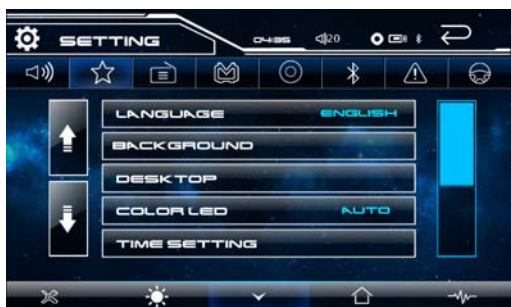 SETTING 04:35 20
LANGUAGE ENGLISH
BACKGROUND
DESKTOP
COLOR LED AUTO
TIME SETTING